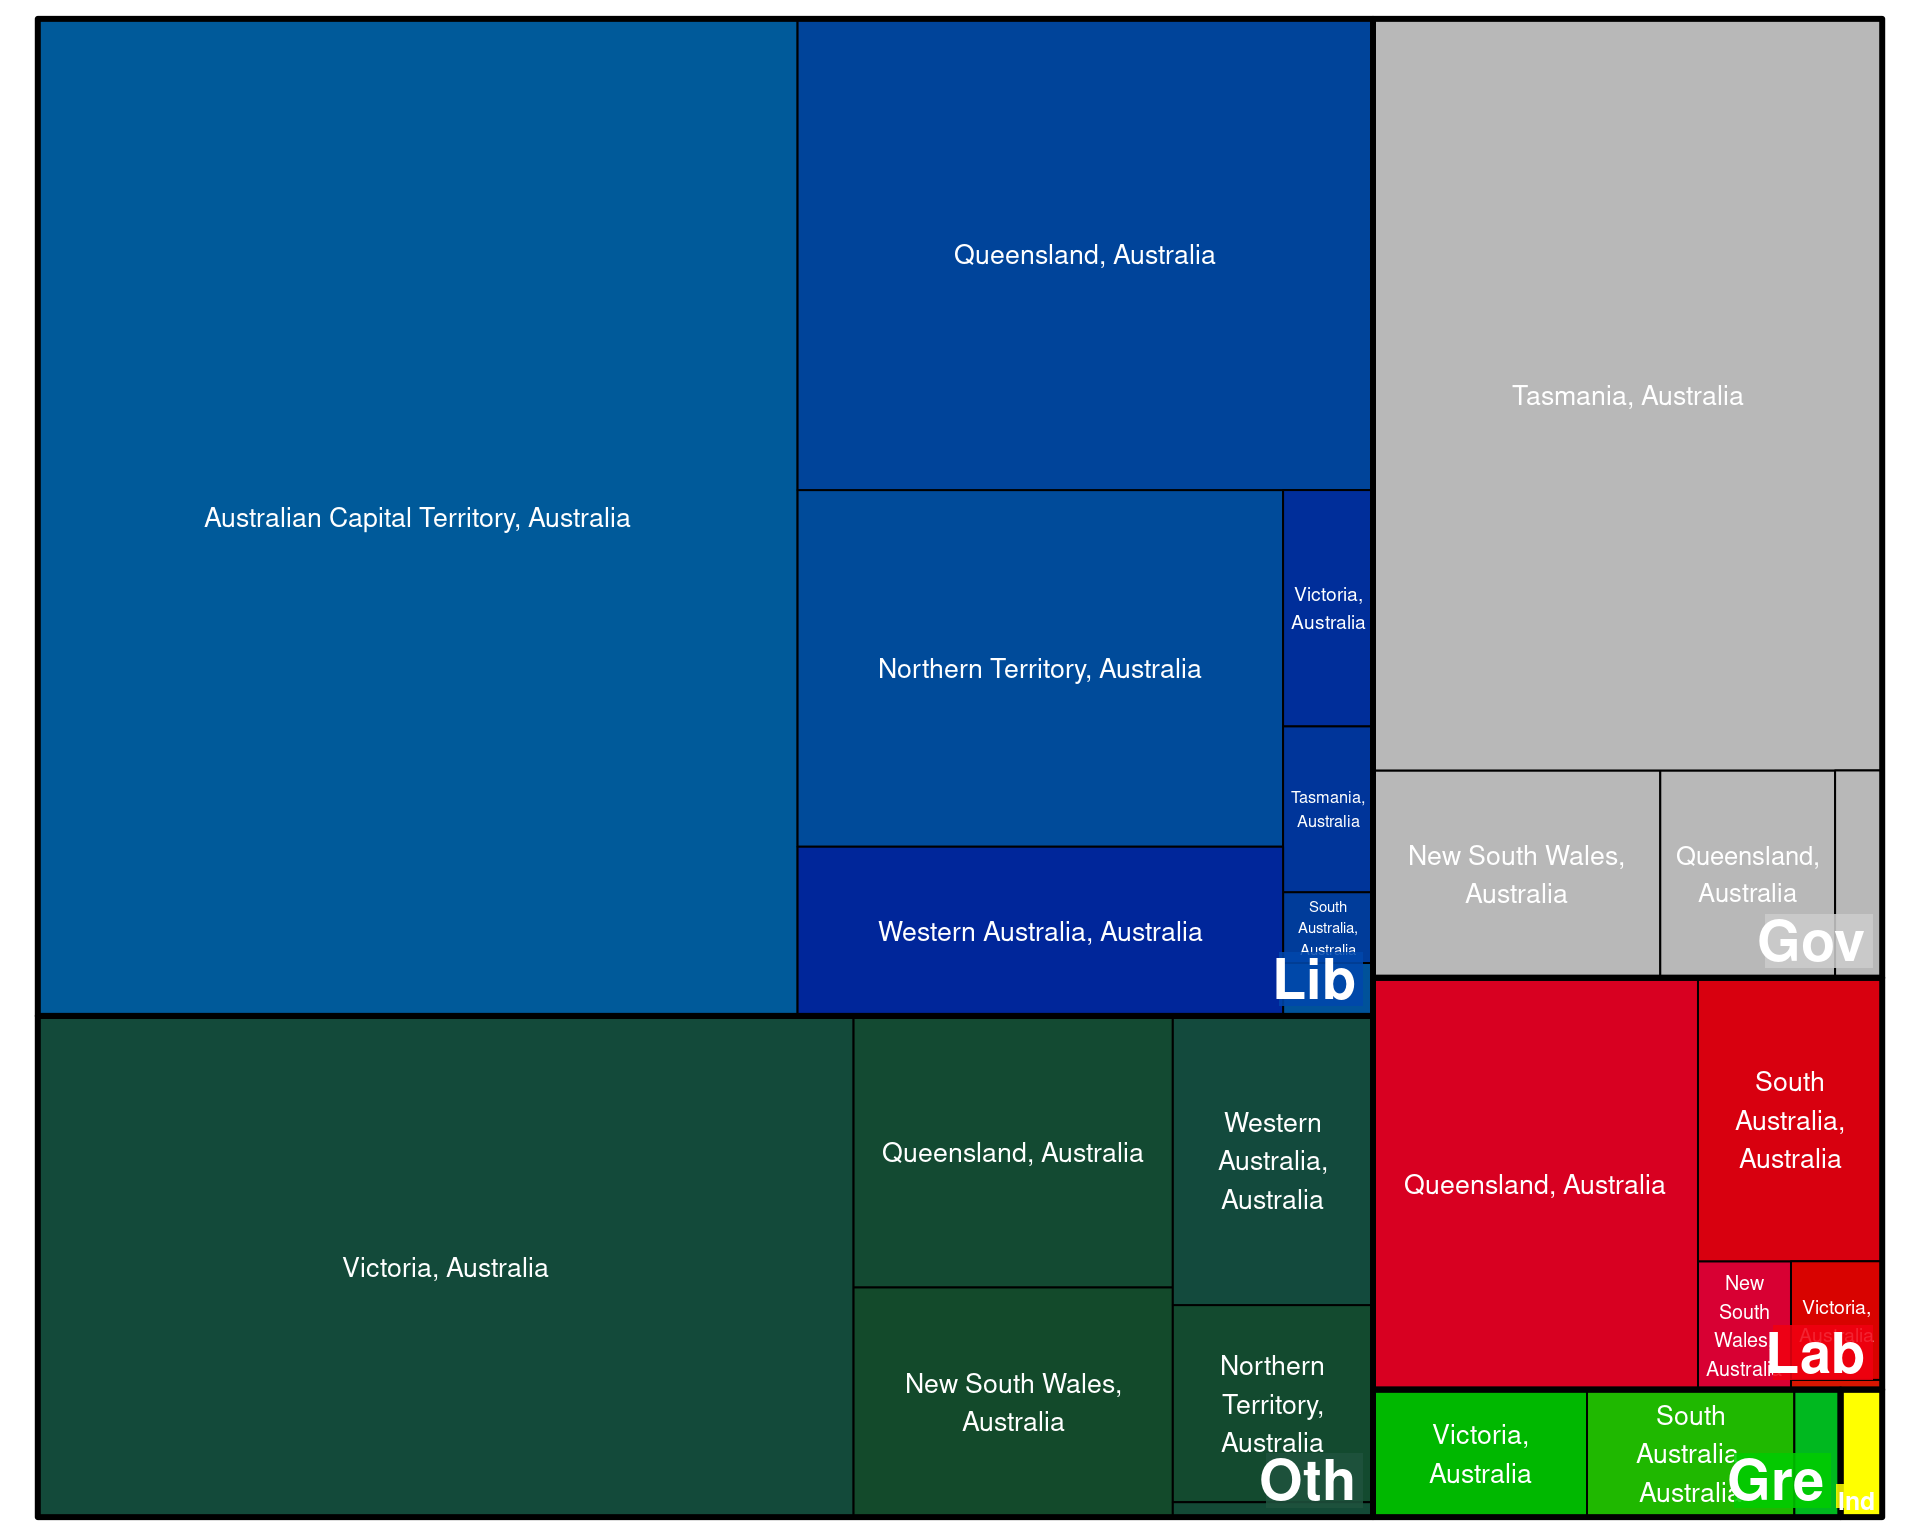 Australian Capital Territory, Australia
Queensland, Australia
Northern Territory, Australia
Victoria,
Australia
Tasmania,
Australia
South
Australia,
Australia
Western Australia, Australia
Lib
Tasmania, Australia
New South Wales,
Australia
Queensland,
Australia
Gov
Victoria, Australia
Queensland, Australia
New South Wales,
Australia
Western
Australia,
Australia
Northern
Territory,
Australia
Oth
Queensland, Australia
South
Australia,
Australia
New
South
Wales,
Australia
Victoria,
Australia
Lab
Victoria,
Australia
South
Australia,
Australia
Gre
Ind